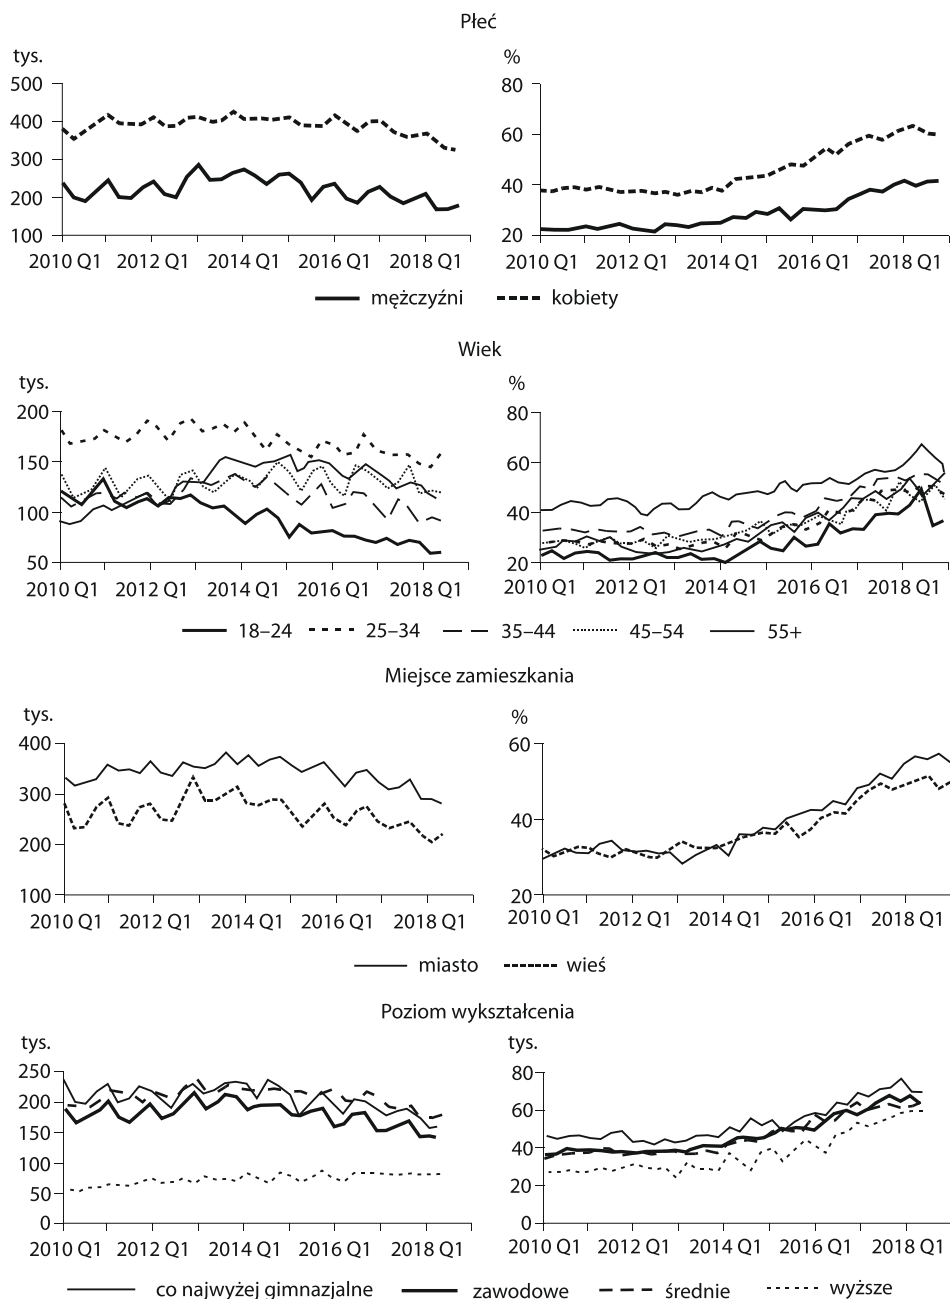 Płeć
tys. %
500 80
400 60
300
200 40
100 20
2010 Q1 2012 Q1 2014 Q1 2016 Q1 2018 Q1 2010 Q1 2012 Q1 2014 Q1 2016 Q1 2018 Q1
mężczyźni kobiety
Wiek
tys. %
200 80
150 60
100 40
50 20
2010 Q1 2012 Q1 2014 Q1 2016 Q1 2018 Q1 2010 Q1 2012 Q1 2014 Q1 2016 Q1 2018 Q1
18–24 25–34 35–44 45–54 55+
Miejsce zamieszkania
tys. %
400 60
300
200 40
100 20
2010 Q1 2012 Q1 2014 Q1 2016 Q1 2018 Q1 2010 Q1 2012 Q1 2014 Q1 2016 Q1 2018 Q1
miasto wieś
Poziom wykształcenia
tys. tys.
250 80
200 60
150
100 40
50 20
0 0
2010 Q1 2012 Q1 2014 Q1 2016 Q1 2018 Q1 2010 Q1 2012 Q1 2014 Q1 2016 Q1 2018 Q1
co najwyżej gimnazjalne zawodowe średnie wyższe